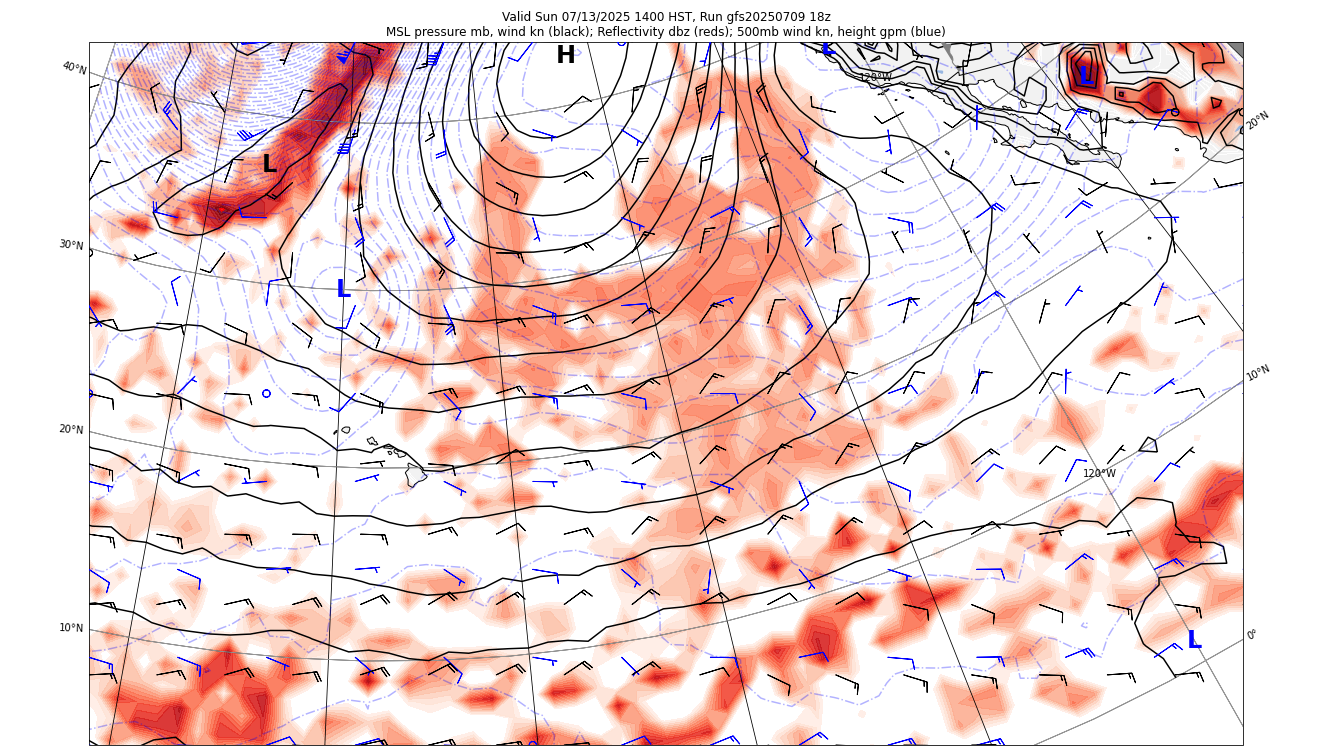 Valid Sun 07/13/2025 1400 HST, Run gfs20250709 18z
MSL pressure mb, wind kn (black); Reflectivity dbz (reds); 500mb wind kn, height gpm (blue)
H
L
L
40°N
120°W
20°N
L
30°N
L
10°N
20°N
120°W
10°N
0°
L